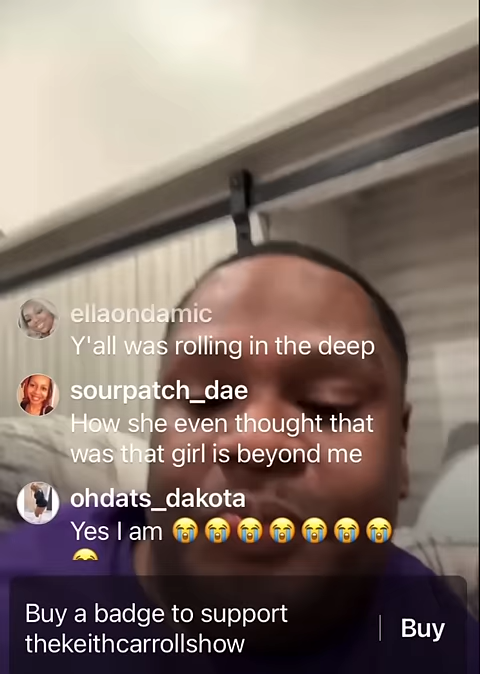 ellaondamic
Y'all was rolling in the deep
sourpatch_dae
How she even thought that
was that girl is beyond me
ohdats_dakota
Yes I am 😭😭😭😭😭😭😭
😭
Buy a badge to support
thekeithcarrollshow
Buy